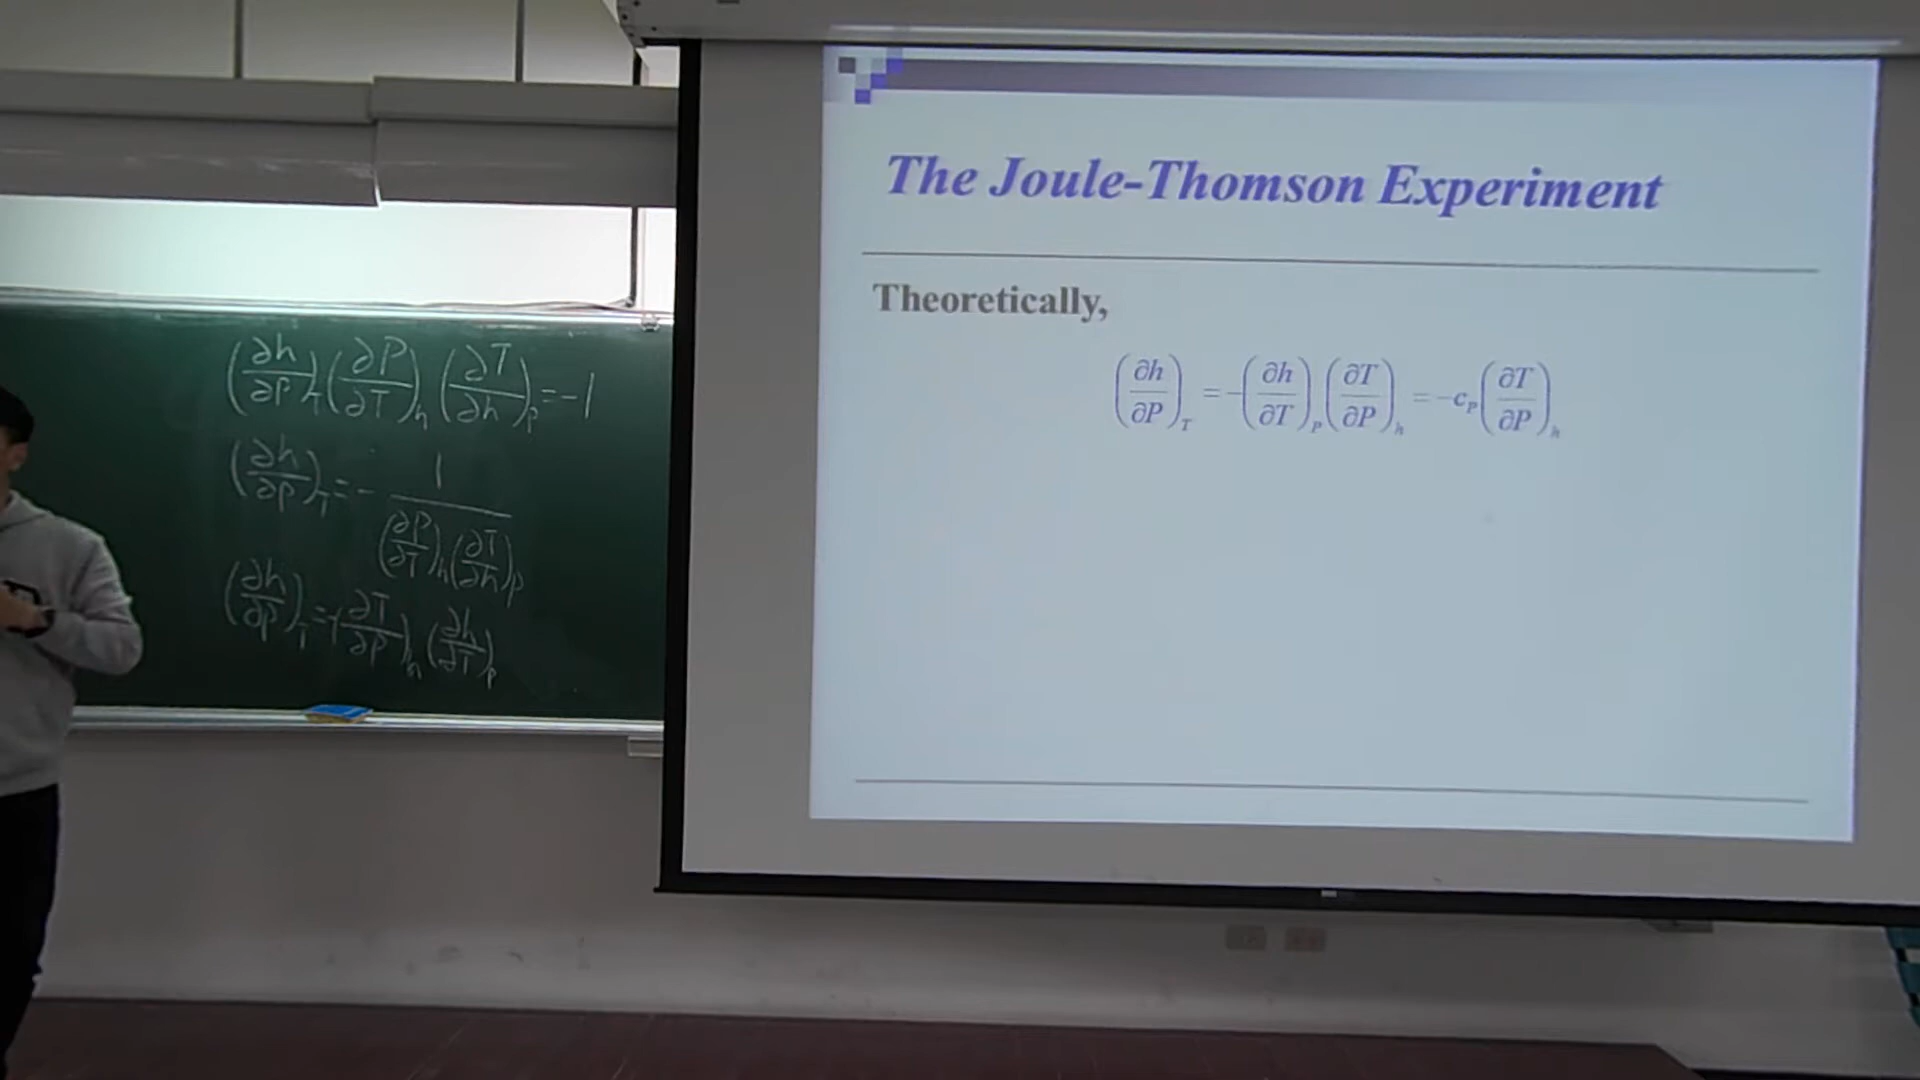 (∂h/∂P)_T (∂P/∂T)_h (∂T/∂h)_P = -1
(∂h/∂P)_T = - 1/((∂P/∂T)_h (∂T/∂h)_P)
(∂h/∂P)_T = -(∂T/∂P)_h (∂h/∂T)_P
The Joule-Thomson Experiment
Theoretically,
(∂h/∂P)_T = -(∂h/∂T)_P (∂T/∂P)_h = -c_P (∂T/∂P)_h